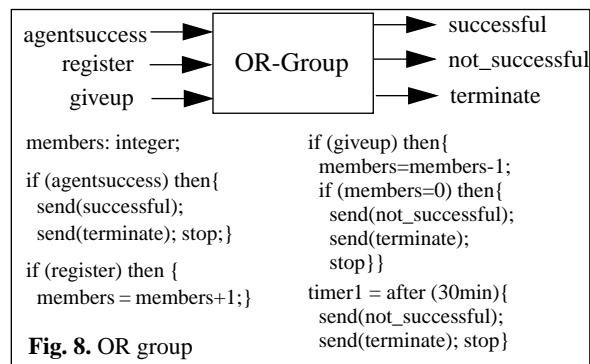 agentsuccess
register
giveup
OR-Group
successful
not_successful
terminate
members: integer;
if (agentsuccess) then{
send(successful);
send(terminate); stop;}
if (register) then {
members = members+1;}
if (giveup) then{
members=members-1;
if (members=0) then{
send(not_successful);
send(terminate);
stop}}
timer1 = after (30min){
send(not_successful);
send(terminate); stop}
Fig. 8. OR group